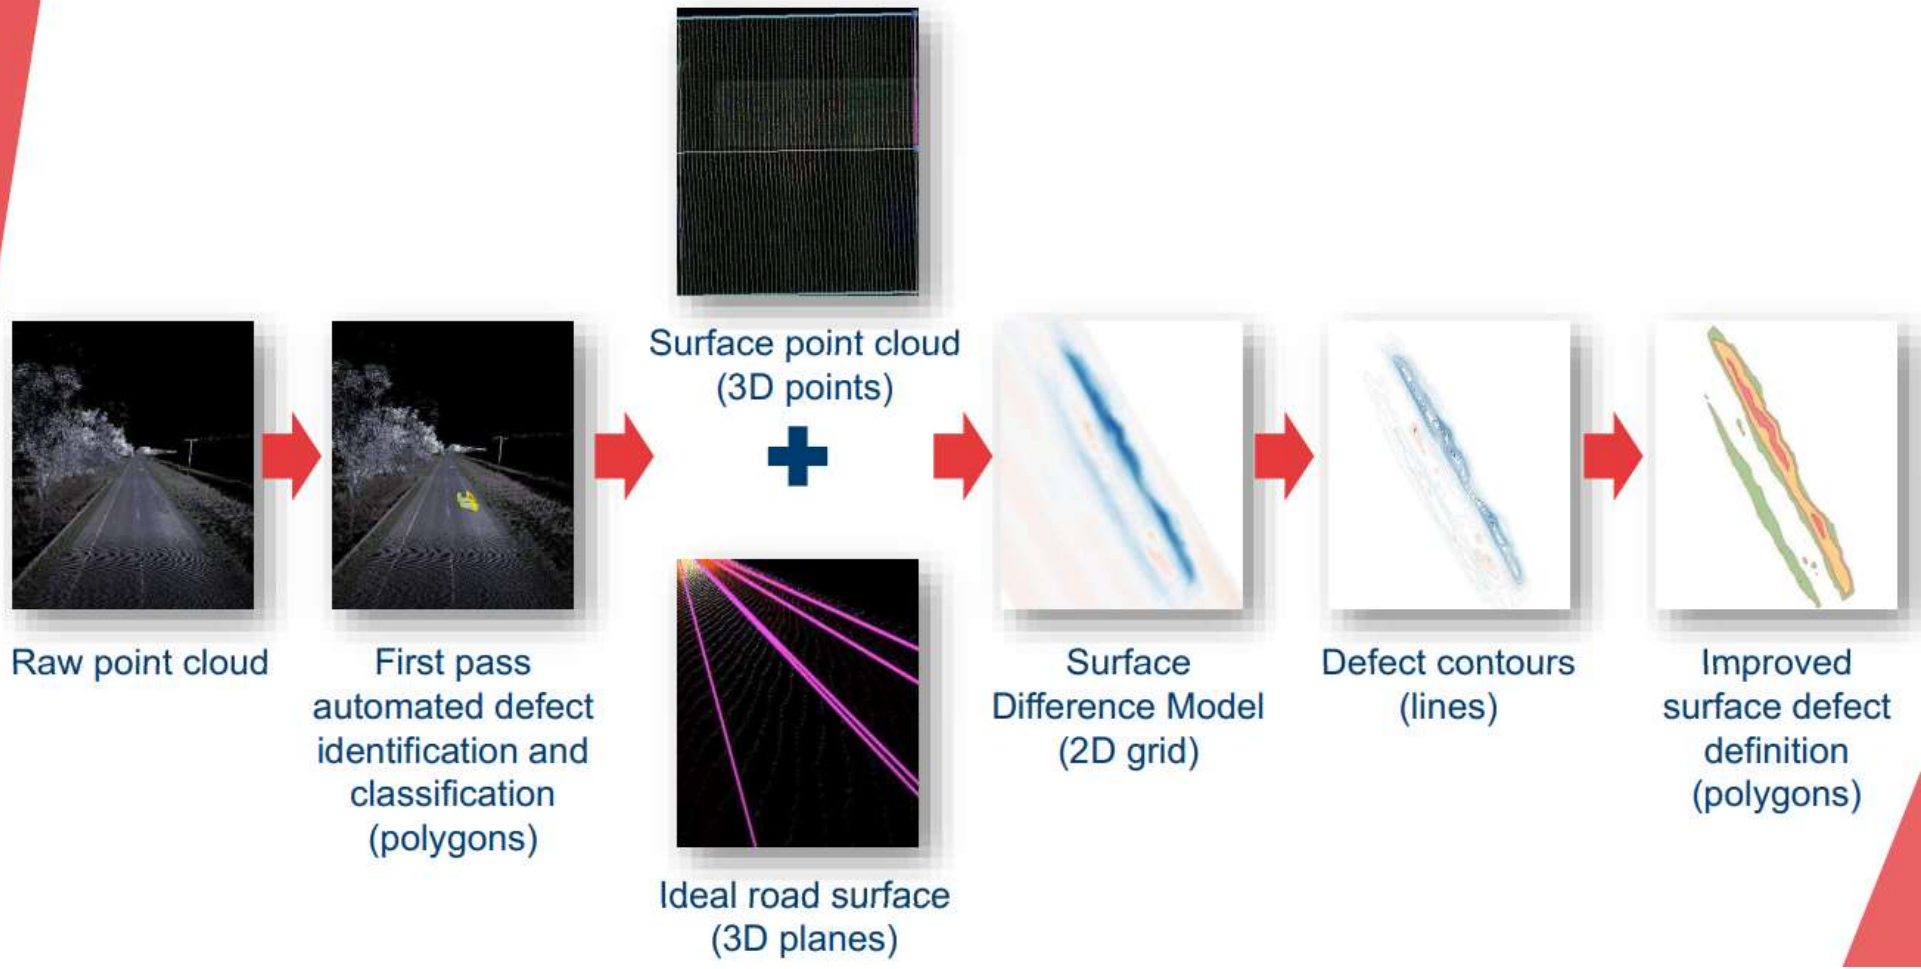 Surface point cloud
(3D points)
Raw point cloud
First pass
automated defect
identification and
classification
(polygons)
Ideal road surface
(3D planes)
Surface
Difference Model
(2D grid)
Defect contours
(lines)
Improved
surface defect
definition
(polygons)